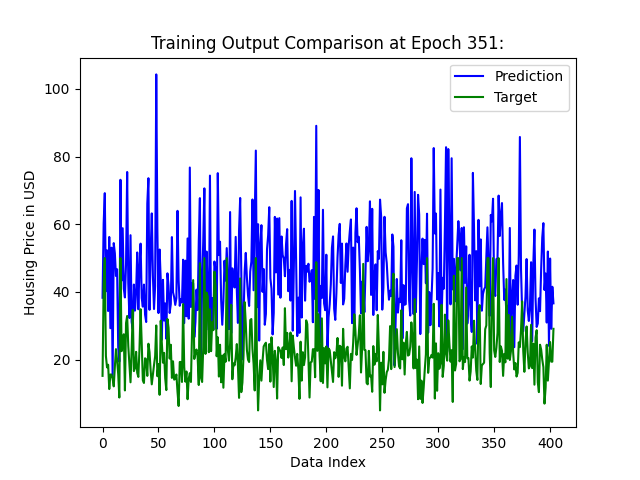 Training Output Comparison at Epoch 351:
Prediction
Target
Housing Price in USD
100
80
60
40
20
0 50 100 150 200 250 300 350 400
Data Index